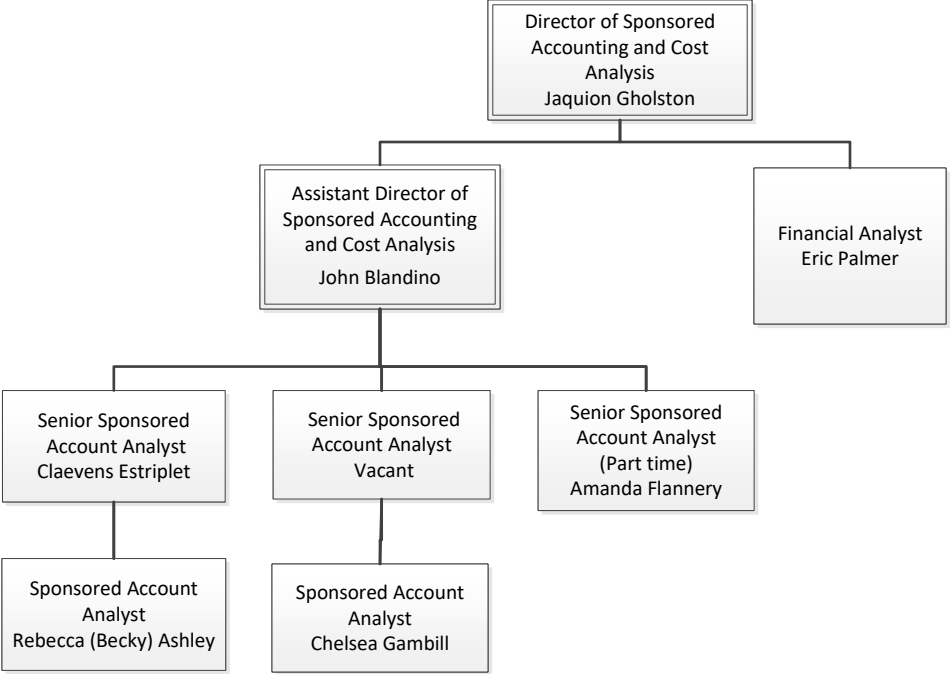 Director of Sponsored
Accounting and Cost
Analysis
Jaquion Gholston
Assistant Director of
Sponsored Accounting
and Cost Analysis
John Blandino
Financial Analyst
Eric Palmer
Senior Sponsored
Account Analyst
Claevens Estriplet
Senior Sponsored
Account Analyst
Vacant
Senior Sponsored
Account Analyst
(Part time)
Amanda Flannery
Sponsored Account
Analyst
Rebecca (Becky) Ashley
Sponsored Account
Analyst
Chelsea Gambill